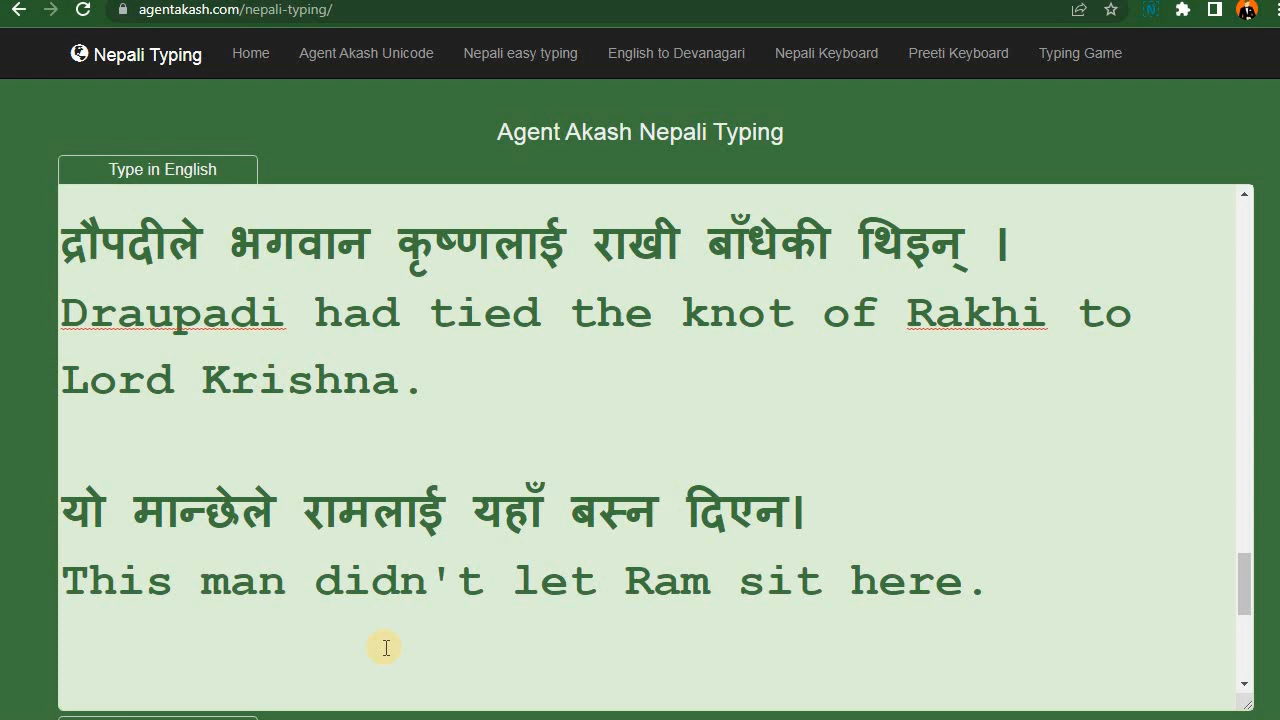 agentakash.com/nepali-typing/
Nepali Typing Home Agent Akash Unicode Nepali easy typing English to Devanagari Nepali Keyboard Preeti Keyboard Typing Game
Agent Akash Nepali Typing
Type in English
द्रौपदीले भगवान कृष्णलाई राखी बाँधेकी थिइन् ।
Draupadi had tied the knot of Rakhi to
Lord Krishna.
यो मान्छेले रामलाई यहाँ बस्न दिएन।
This man didn't let Ram sit here.